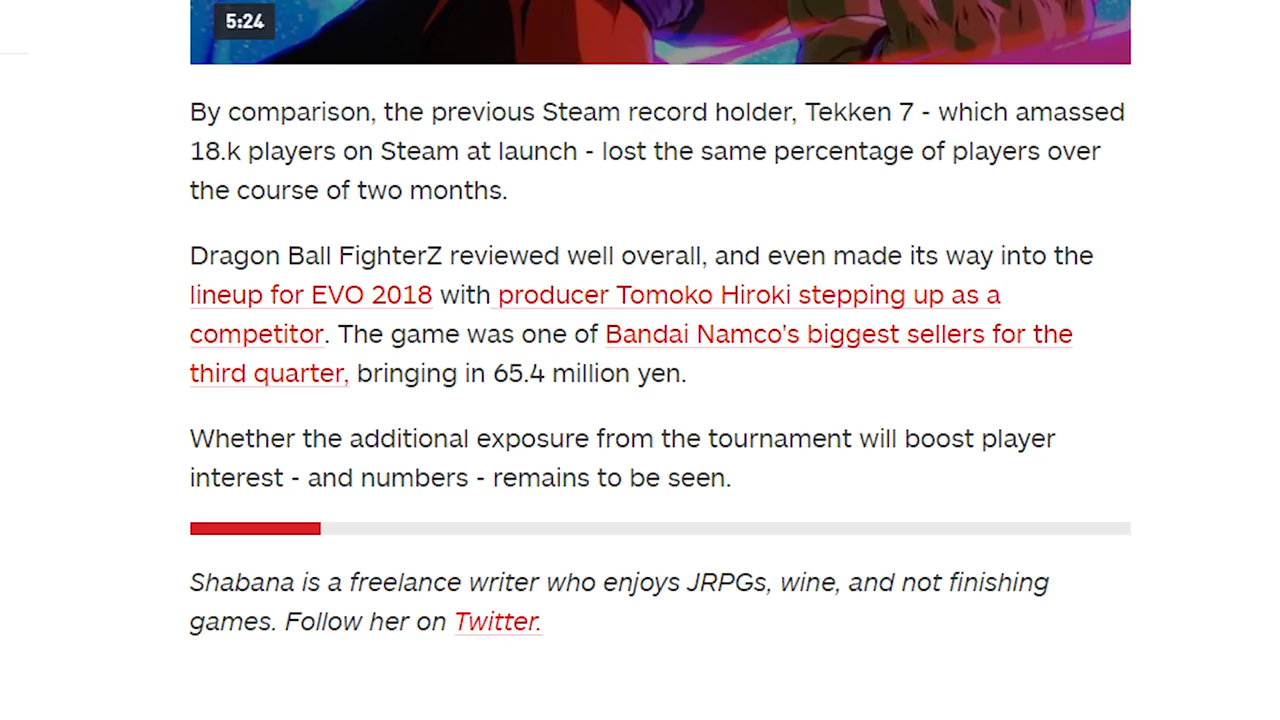 5:24
By comparison, the previous Steam record holder, Tekken 7 - which amassed
18.k players on Steam at launch - lost the same percentage of players over
the course of two months.
Dragon Ball FighterZ reviewed well overall, and even made its way into the
lineup for EVO 2018 with producer Tomoko Hiroki stepping up as a
competitor. The game was one of Bandai Namco's biggest sellers for the
third quarter, bringing in 65.4 million yen.
Whether the additional exposure from the tournament will boost player
interest - and numbers - remains to be seen.
Shabana is a freelance writer who enjoys JRPGs, wine, and not finishing
games. Follow her on Twitter.